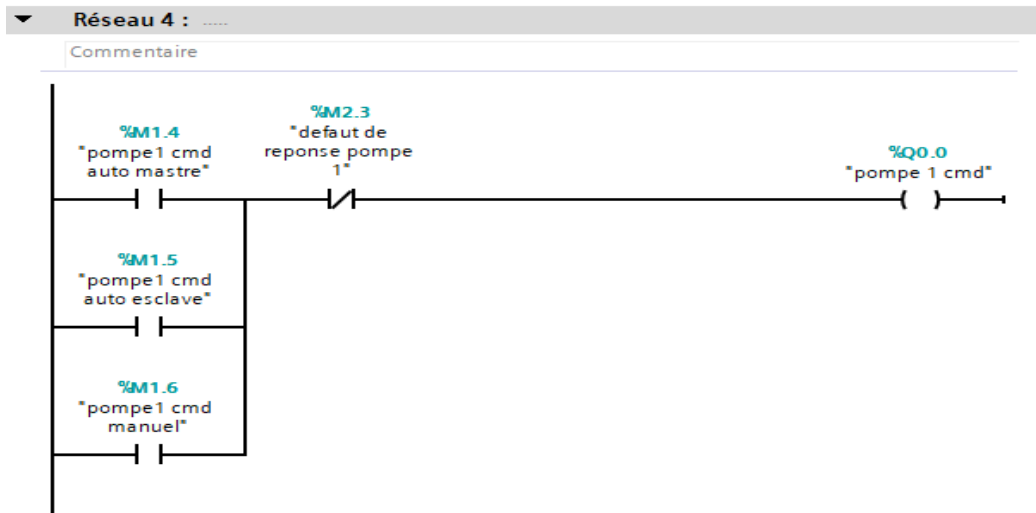 Réseau 4 : .....
Commentaire
%M1.4
"pompe1 cmd
auto mastre"
%M2.3
"defaut de
reponse pompe
1"
%Q0.0
"pompe 1 cmd"
%M1.5
"pompe1 cmd
auto esclave"
%M1.6
"pompe1 cmd
manuel"